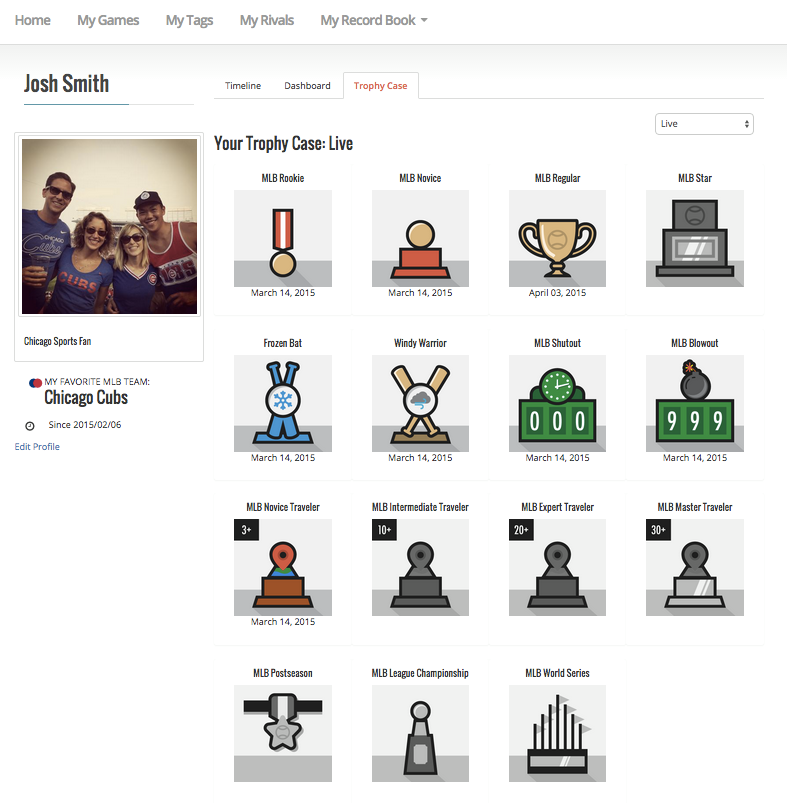 Home My Games My Tags My Rivals My Record Book
Josh Smith
Timeline Dashboard Trophy Case
Live
Your Trophy Case: Live
MLB Rookie MLB Novice MLB Regular MLB Star
March 14, 2015 March 14, 2015 April 03, 2015
CHICAGO
Cubs
CUBS
Chicago Sports Fan
MY FAVORITE MLB TEAM:
Chicago Cubs
Since 2015/02/06
Edit Profile
Frozen Bat Windy Warrior MLB Shutout MLB Blowout
0 0 0 9 9 9
March 14, 2015 March 14, 2015 March 14, 2015 March 14, 2015
MLB Novice Traveler MLB Intermediate Traveler MLB Expert Traveler MLB Master Traveler
3+ 10+ 20+ 30+
March 14, 2015
MLB Postseason MLB League Championship MLB World Series